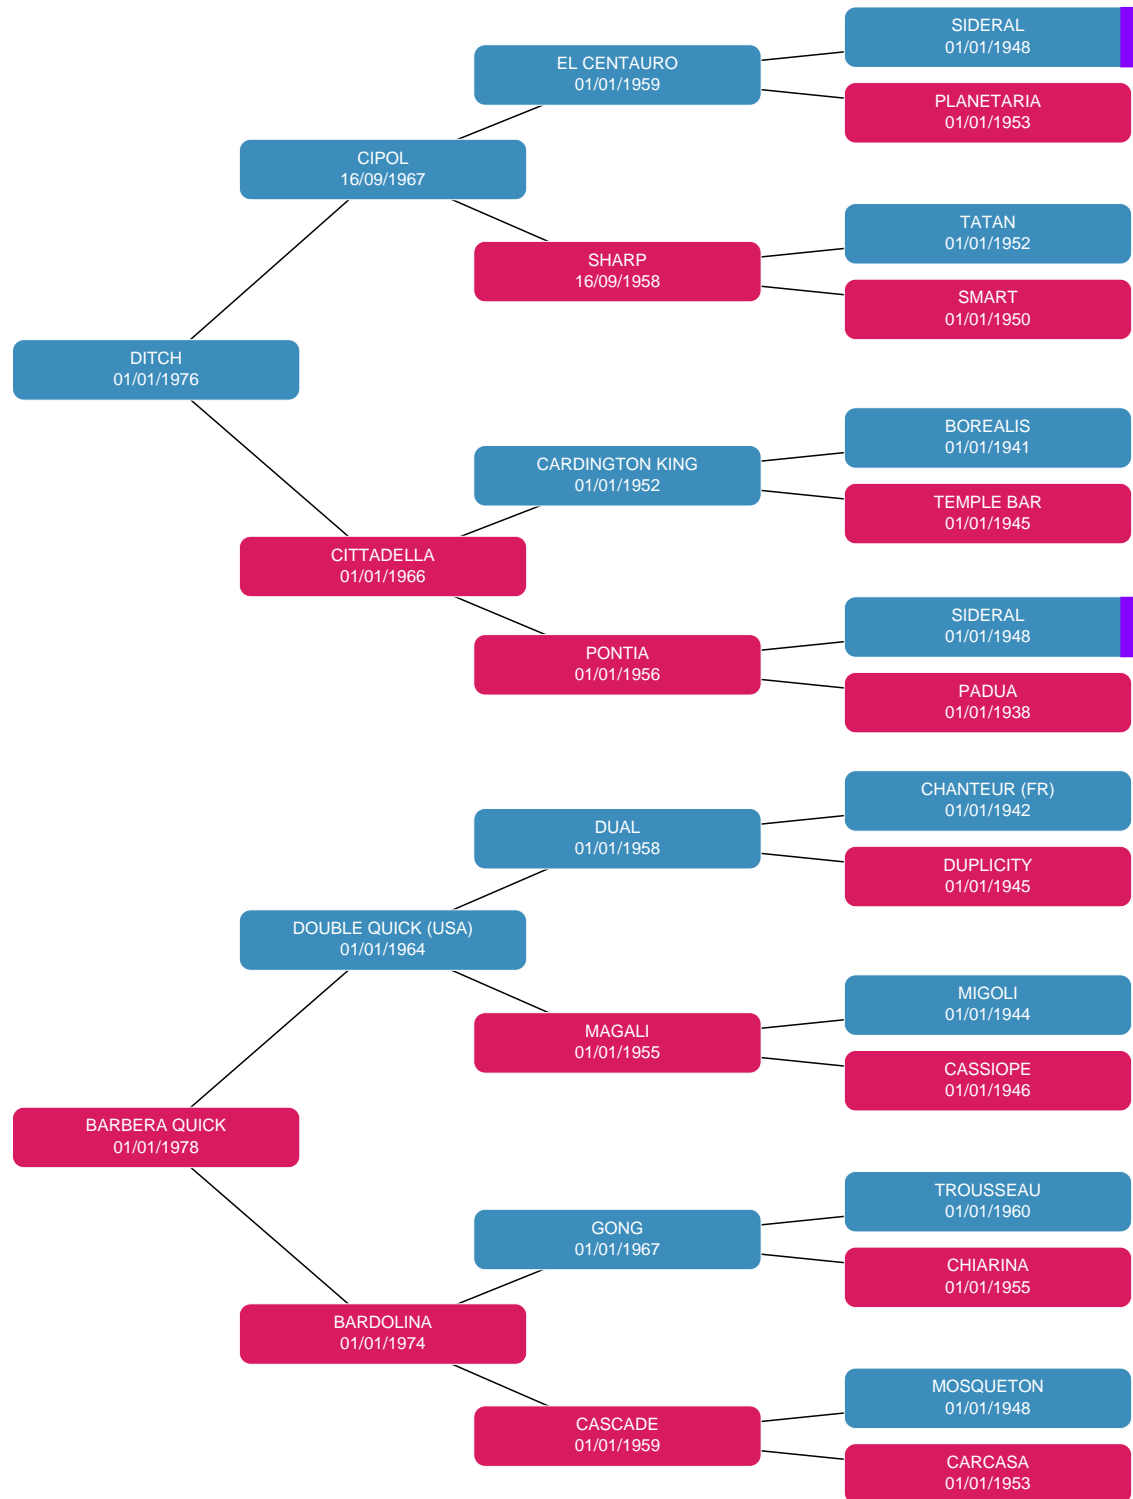 SIDERAL
01/01/1948
EL CENTAURO
01/01/1959
PLANETARIA
01/01/1953
CIPOL
16/09/1967
TATAN
01/01/1952
SHARP
16/09/1958
SMART
01/01/1950
DITCH
01/01/1976
BOREALIS
01/01/1941
CARDINGTON KING
01/01/1952
TEMPLE BAR
01/01/1945
CITTADELLA
01/01/1966
SIDERAL
01/01/1948
PONTIA
01/01/1956
PADUA
01/01/1938
CHANTEUR (FR)
01/01/1942
DUAL
01/01/1958
DUPLICITY
01/01/1945
DOUBLE QUICK (USA)
01/01/1964
MIGOLI
01/01/1944
MAGALI
01/01/1955
CASSIOPE
01/01/1946
BARBERA QUICK
01/01/1978
TROUSSEAU
01/01/1960
GONG
01/01/1967
CHIARINA
01/01/1955
BARDOLINA
01/01/1974
MOSQUETON
01/01/1948
CASCADE
01/01/1959
CARCASA
01/01/1953